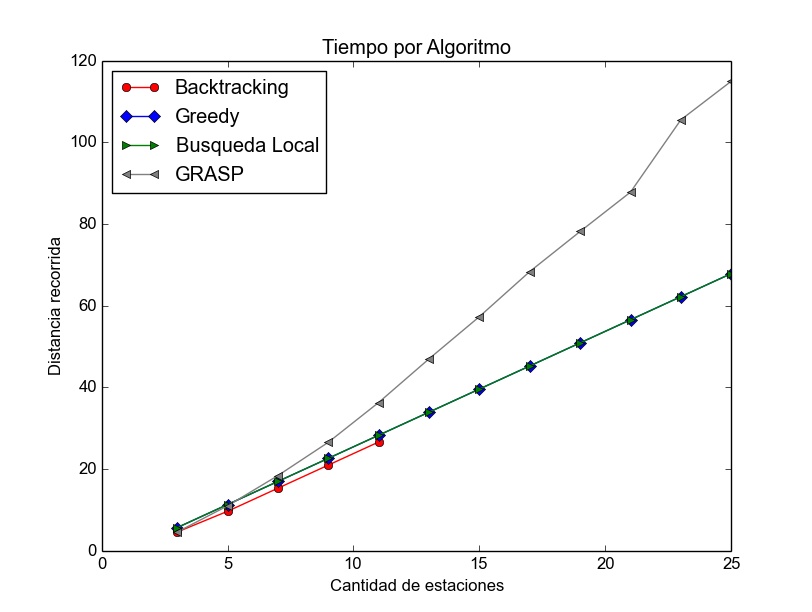 Tiempo por Algoritmo
Backtracking
Greedy
Busqueda Local
GRASP
Distancia recorrida
120
100
80
60
40
20
0
0 5 10 15 20 25
Cantidad de estaciones